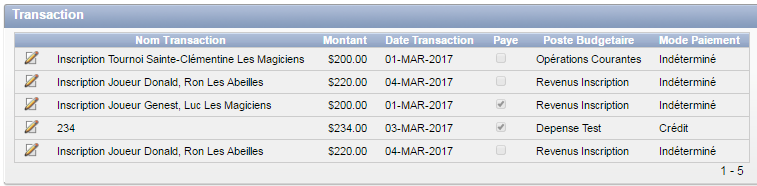 Transaction
Nom Transaction Montant Date Transaction Paye Poste Budgetaire Mode Paiement
Inscription Tournoi Sainte-Clémentine Les Magiciens $200.00 01-MAR-2017 Opérations Courantes Indéterminé
Inscription Joueur Donald, Ron Les Abeilles $220.00 04-MAR-2017 Revenus Inscription Indéterminé
Inscription Joueur Genest, Luc Les Magiciens $200.00 01-MAR-2017 Revenus Inscription Indéterminé
234 $234.00 03-MAR-2017 Depense Test Crédit
Inscription Joueur Donald, Ron Les Abeilles $220.00 04-MAR-2017 Revenus Inscription Indéterminé
1 - 5